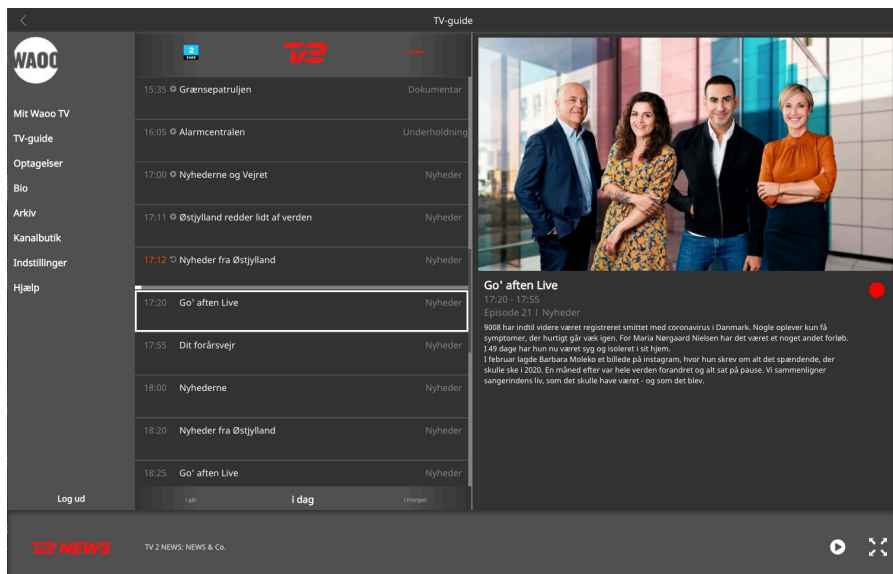 TV-guide
WAOO
Mit Waoo TV
TV-guide
Optagelser
Bio
Arkiv
Kanalbutik
Indstillinger
Hjælp
Log ud
2
TV2
15:35 Grænsepatruljen Dokumentar
16:05 Alarmcentralen Underholdning
17:00 Nyhederne og Vejret Nyheder
17:11 Østjylland redder lidt af verden Nyheder
17:12 Nyheder fra Østjylland Nyheder
17:20 Go' aften Live Nyheder
17:55 Dit forårsvejr Nyheder
18:00 Nyhederne Nyheder
18:20 Nyheder fra Østjylland Nyheder
18:25 Go' aften Live Nyheder
i går i dag i morgen
Go' aften Live
17:20 - 17:55
Episode 21 | Nyheder
9008 har indtil videre været registreret smittet med coronavirus i Danmark. Nogle oplever kun få
symptomer, der hurtigt går væk igen. For Maria Nørgaard Nielsen har det været et noget andet forløb.
I 49 dage har hun nu været syg og isoleret i sit hjem.
I februar lagde Barbara Moleko et billede på instagram, hvor hun skrev om alt det spændende, der
skulle ske i 2020. En måned efter var hele verden forandret og alt sat på pause. Vi sammenligner
sangerindens liv, som det skulle have været - og som det blev.
TV2 NEWS
TV 2 NEWS: NEWS & Co.